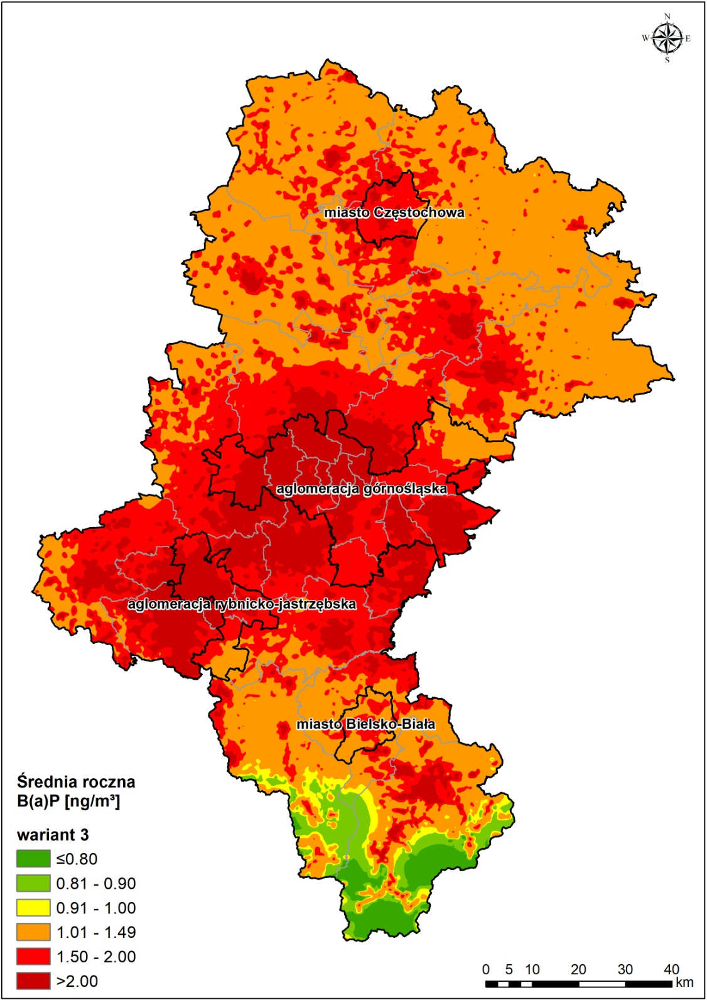 N
W E
S
miasto Częstochowa
aglomeracja górnośląska
aglomeracja rybnicko-jastrzębska
miasto Bielsko-Biała
Średnia roczna
B(a)P [ng/m³]
wariant 3
≤0.80
0.81 - 0.90
0.91 - 1.00
1.01 - 1.49
1.50 - 2.00
>2.00
0 5 10 20 30 40
km